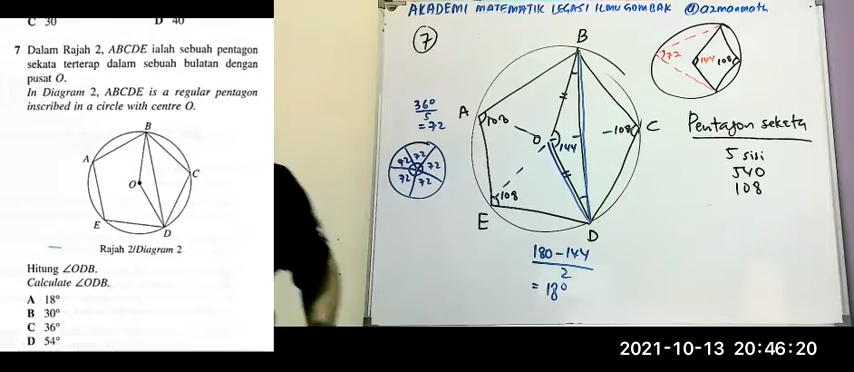 C 30 D 40
7 Dalam Rajah 2, ABCDE ialah sebuah pentagon
sekata terterap dalam sebuah bulatan dengan
pusat O.
In Diagram 2, ABCDE is a regular pentagon
inscribed in a circle with centre O.
B
A
C
O
E
D
Rajah 2/Diagram 2
Hitung ∠ODB.
Calculate ∠ODB.
A 18°
B 30°
C 36°
D 54°
AKADEMI MATEMATIK LEGASI ILMU GOMBAK @azmanmath
7
360/5
= 72
72 72
72 72
72
B
A 108
O 144
108 C
E 108
D
180-144
2
= 18°
72 144 108
Pentagon seketa
5 sisi
540
108
2021-10-13 20:46:20